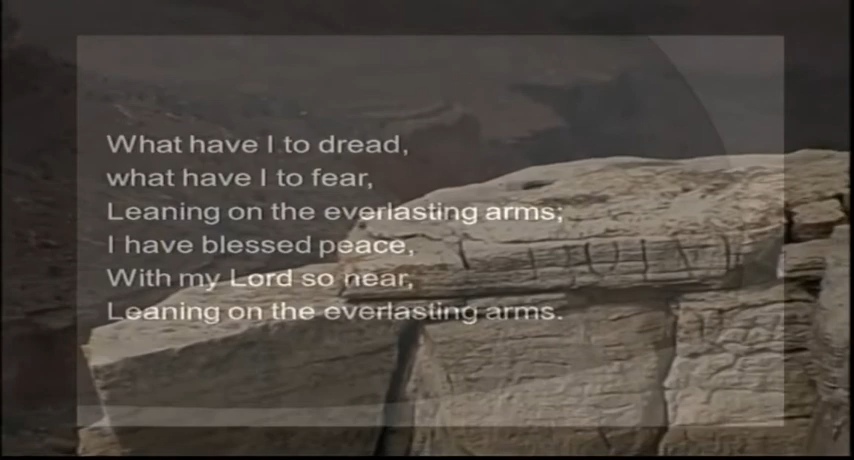 What have I to dread,
what have I to fear,
Leaning on the everlasting arms;
I have blessed peace,
With my Lord so near,
Leaning on the everlasting arms.